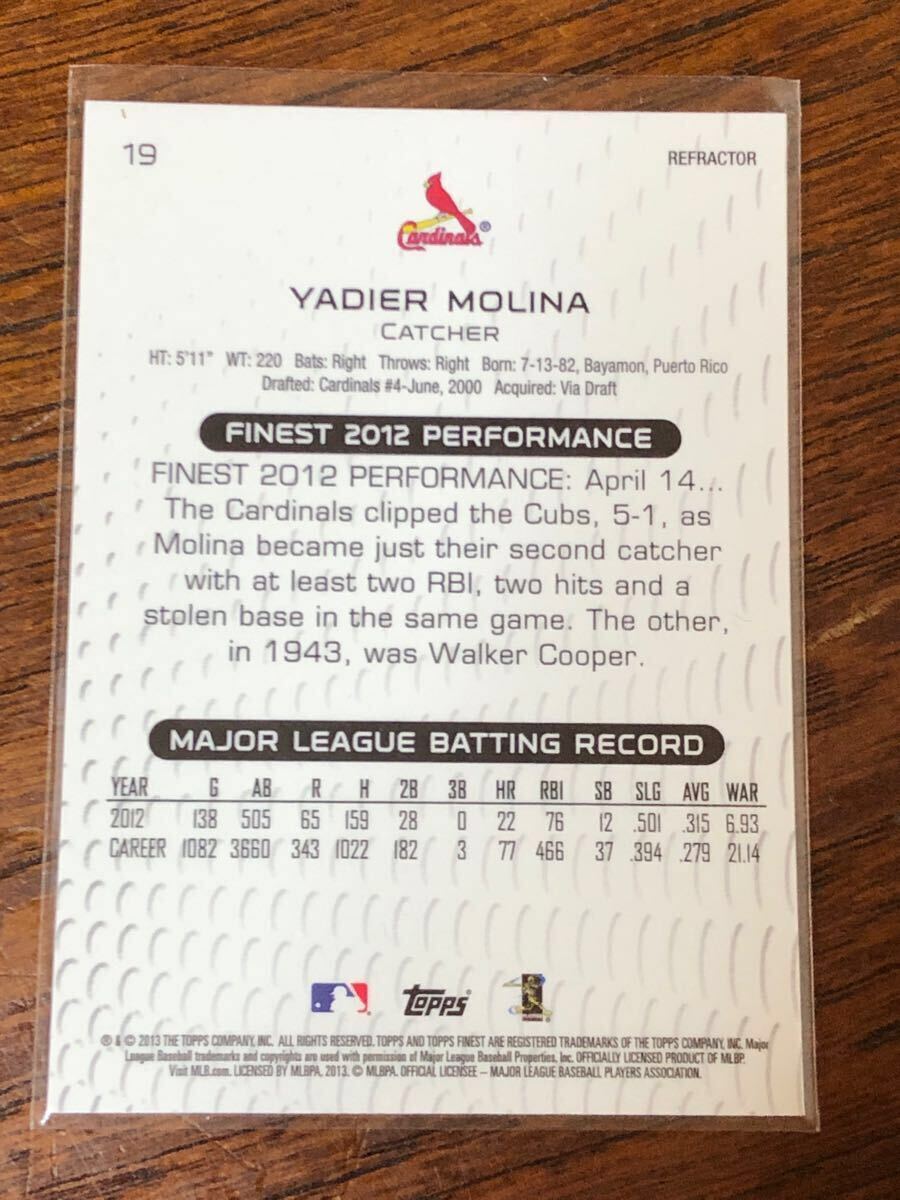 19
REFRACTOR
Cardinals®
YADIER MOLINA
CATCHER
HT: 5'11" WT: 220 Bats: Right Throws: Right Born: 7-13-82, Bayamon, Puerto Rico
Drafted: Cardinals #4-June, 2000 Acquired: Via Draft
FINEST 2012 PERFORMANCE
FINEST 2012 PERFORMANCE: April 14...
The Cardinals clipped the Cubs, 5-1, as
Molina became just their second catcher
with at least two RBI, two hits and a
stolen base in the same game. The other,
in 1943, was Walker Cooper.
MAJOR LEAGUE BATTING RECORD
YEAR G AB R H 2B 3B HR RBI SB SLG AVG WAR
2012 138 505 65 159 28 0 22 76 12 .501 .315 6.93
CAREER 1082 3660 343 1022 182 3 77 466 37 .394 .279 21.14
Topps®
® & © 2013 THE TOPPS COMPANY, INC. ALL RIGHTS RESERVED. TOPPS AND TOPPS FINEST ARE REGISTERED TRADEMARKS OF THE TOPPS COMPANY, INC. Major
League Baseball trademarks and copyrights are used with permission of Major League Baseball Properties, Inc. OFFICIALLY LICENSED PRODUCT OF MLBP.
Visit MLB.com. LICENSED BY MLBPA, 2013. © MLBPA. OFFICIAL LICENSEE – MAJOR LEAGUE BASEBALL PLAYERS ASSOCIATION.